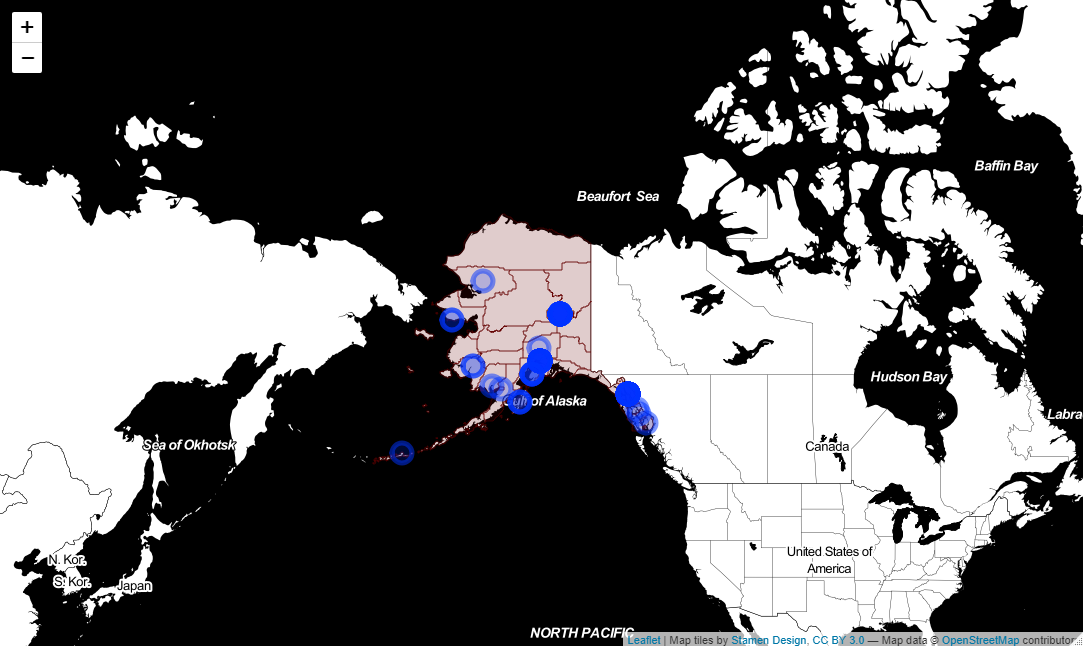 +
−
Baffin Bay
Beaufort Sea
Hudson Bay
Gulf of Alaska
Labra
Sea of Okhotsk
Canada
United States of
America
N. Kor.
S. Kor.
Japan
NORTH PACIFIC
Leaflet | Map tiles by Stamen Design, CC BY 3.0 — Map data © OpenStreetMap contributor